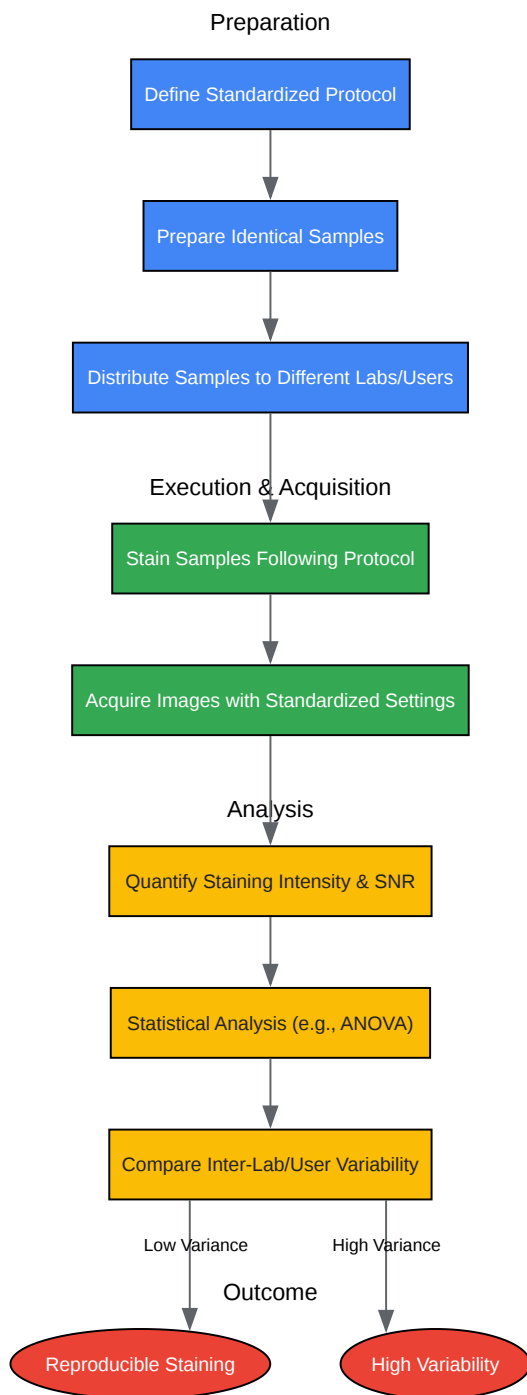 Preparation
Define Standardized Protocol
Prepare Identical Samples
Distribute Samples to Different Labs/Users
Execution & Acquisition
Stain Samples Following Protocol
Acquire Images with Standardized Settings
Analysis
Quantify Staining Intensity & SNR
Statistical Analysis (e.g., ANOVA)
Compare Inter-Lab/User Variability
Low Variance
High Variance
Outcome
Reproducible Staining
High Variability